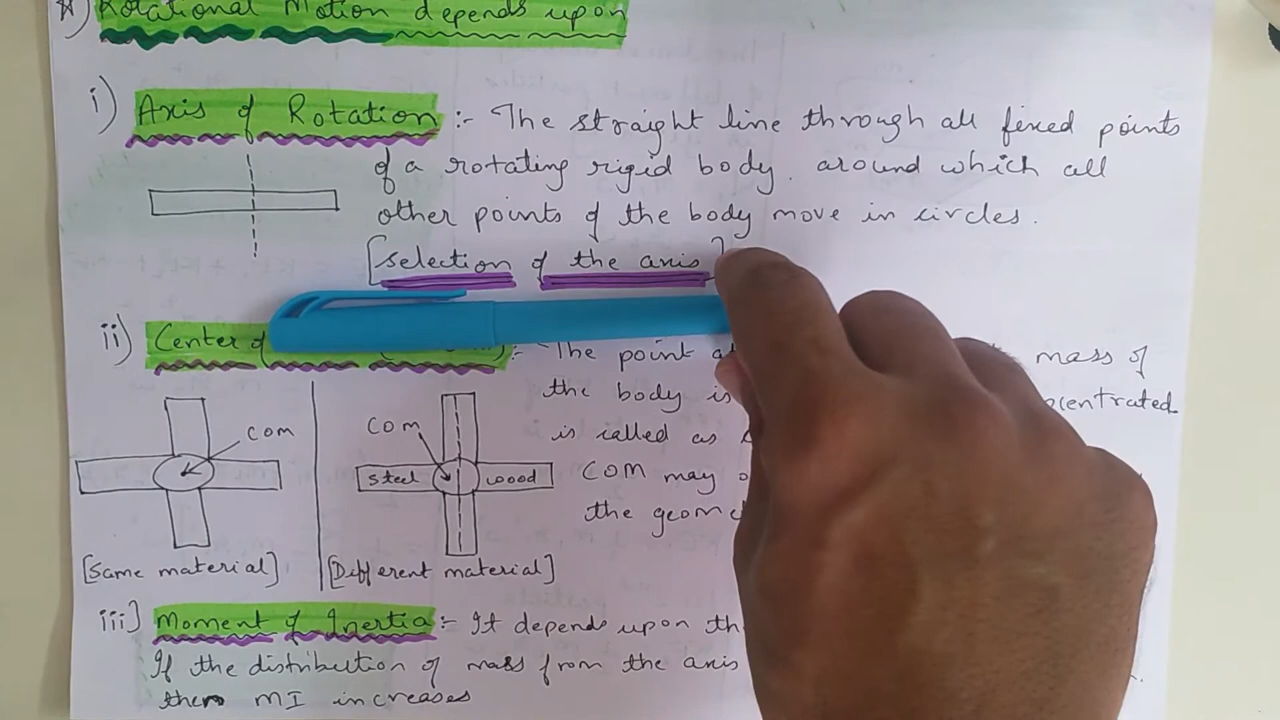 Rotational Motion depends upon
i) Axis of Rotation :- The straight line through all fixed points
of a rotating rigid body. around which all
other points of the body move in circles.
[selection of the axis]
ii) Center of :- The point
mass of
the body is
is called as
COM may
the geom
COM
COM
steel wood
[Same material] [Different material]
iii] Moment of Inertia :- It depends upon
If the distribution of mass from the axis
then MI increases